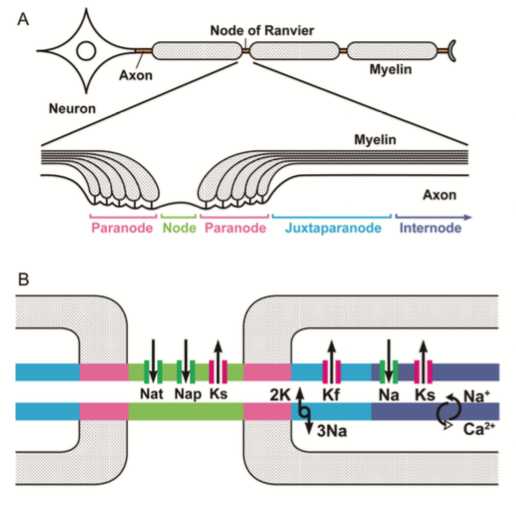 A
Node of Ranvier
Axon
Myelin
Neuron
Myelin
Axon
Paranode Node Paranode Juxtaparanode Internode
B
Nat Nap Ks 2K Kf Na Ks Na⁺
3Na Ca²⁺